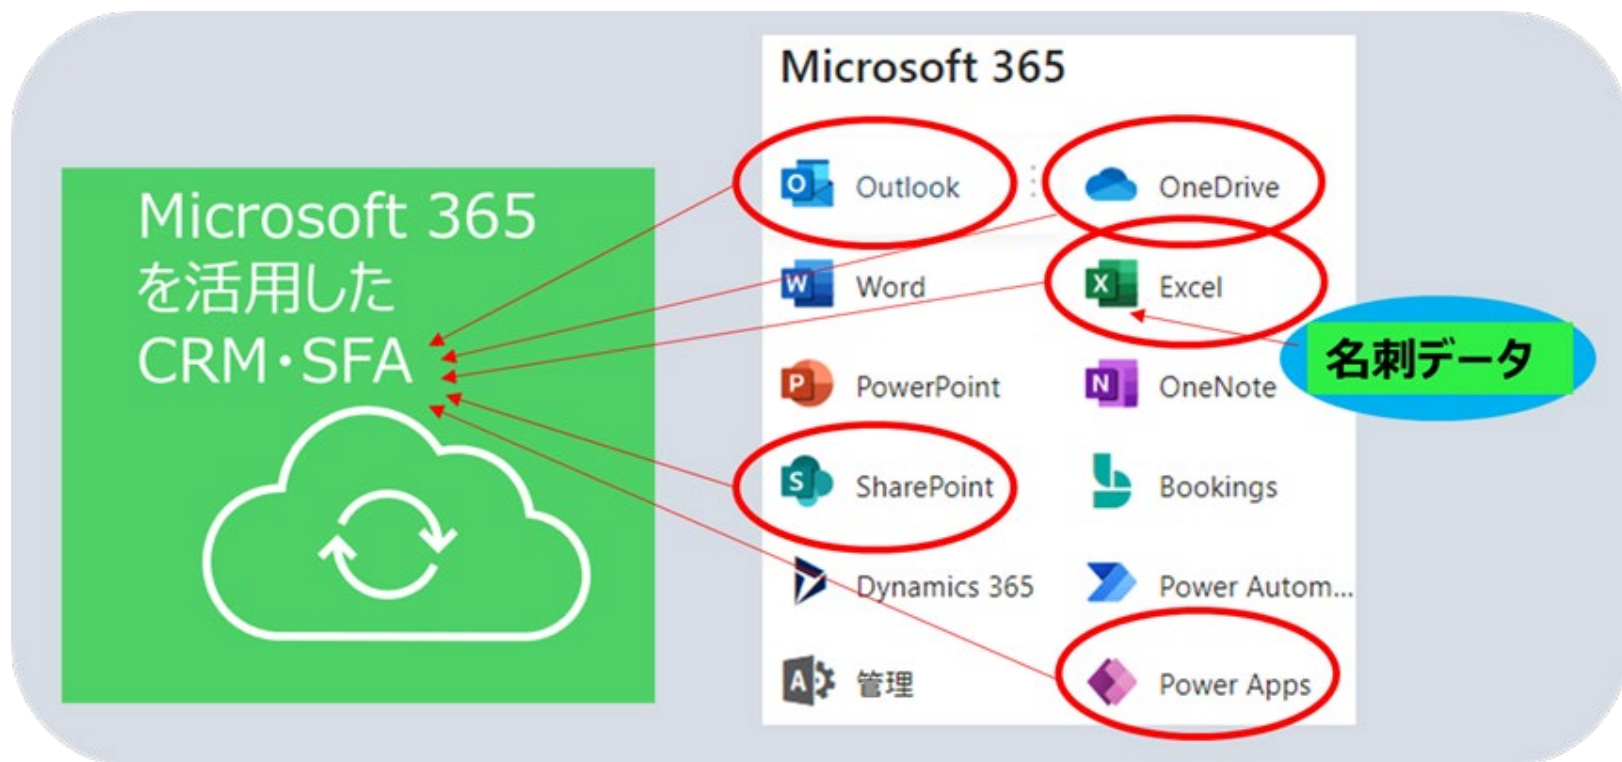 Microsoft 365
を活用した
CRM・SFA
Microsoft 365
Outlook
OneDrive
Word
Excel
名刺データ
PowerPoint
OneNote
SharePoint
Bookings
Dynamics 365
Power Autom...
管理
Power Apps